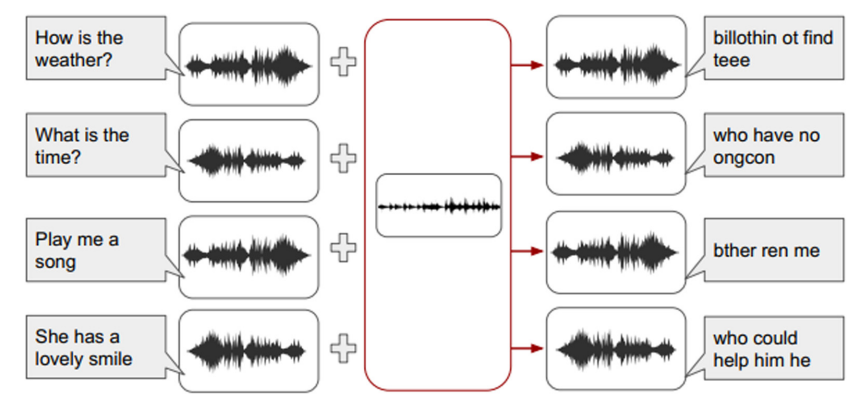 How is the
weather?
billothin ot find
teee
What is the
time?
who have no
ongcon
Play me a
song
bther ren me
She has a
lovely smile
who could
help him he